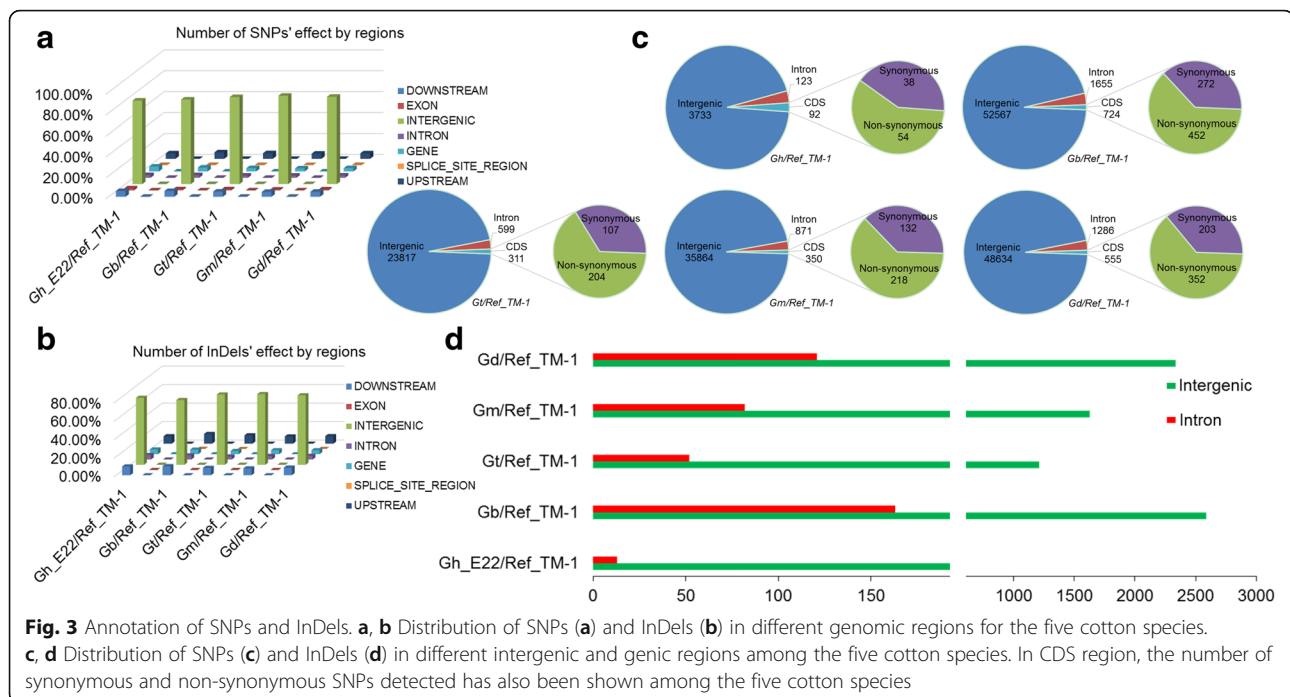 a
Number of SNPs' effect by regions
100.00%
80.00%
60.00%
40.00%
20.00%
0.00%
Gh_E22/Ref_TM-1
Gb/Ref_TM-1
Gt/Ref_TM-1
Gm/Ref_TM-1
Gd/Ref_TM-1
DOWNSTREAM
EXON
INTERGENIC
INTRON
GENE
SPLICE_SITE_REGION
UPSTREAM
c
Intergenic
3733
Intron
123
CDS
92
Synonymous
38
Non-synonymous
54
Gh/Ref_TM-1
Intergenic
52567
Intron
1655
CDS
724
Synonymous
272
Non-synonymous
452
Gb/Ref_TM-1
Intergenic
23817
Intron
599
CDS
311
Synonymous
107
Non-synonymous
204
Gt/Ref_TM-1
Intergenic
35864
Intron
871
CDS
350
Synonymous
132
Non-synonymous
218
Gm/Ref_TM-1
Intergenic
48634
Intron
1286
CDS
555
Synonymous
203
Non-synonymous
352
Gd/Ref_TM-1
b
Number of InDels' effect by regions
80.00%
60.00%
40.00%
20.00%
0.00%
Gh_E22/Ref_TM-1
Gb/Ref_TM-1
Gt/Ref_TM-1
Gm/Ref_TM-1
Gd/Ref_TM-1
DOWNSTREAM
EXON
INTERGENIC
INTRON
GENE
SPLICE_SITE_REGION
UPSTREAM
d
Gd/Ref_TM-1
Gm/Ref_TM-1
Gt/Ref_TM-1
Gb/Ref_TM-1
Gh_E22/Ref_TM-1
Intergenic
Intron
0 50 100 150 1000 1500 2000 2500 3000
Fig. 3 Annotation of SNPs and InDels. a, b Distribution of SNPs (a) and InDels (b) in different genomic regions for the five cotton species.
c, d Distribution of SNPs (c) and InDels (d) in different intergenic and genic regions among the five cotton species. In CDS region, the number of
synonymous and non-synonymous SNPs detected has also been shown among the five cotton species